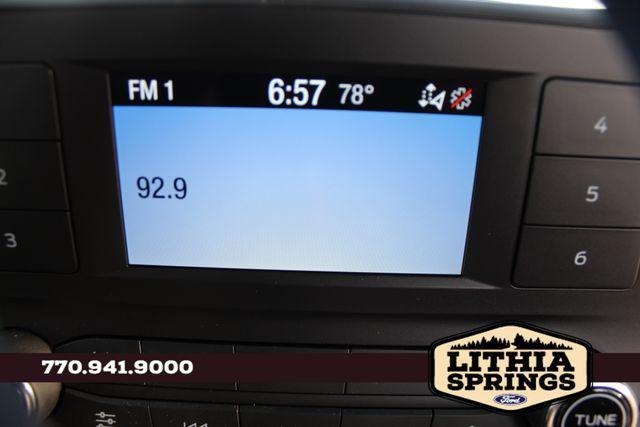 FM 1 6:57 78°
92.9
2
3
4
5
6
770.941.9000
LITHIA
SPRINGS
Ford
TUNE